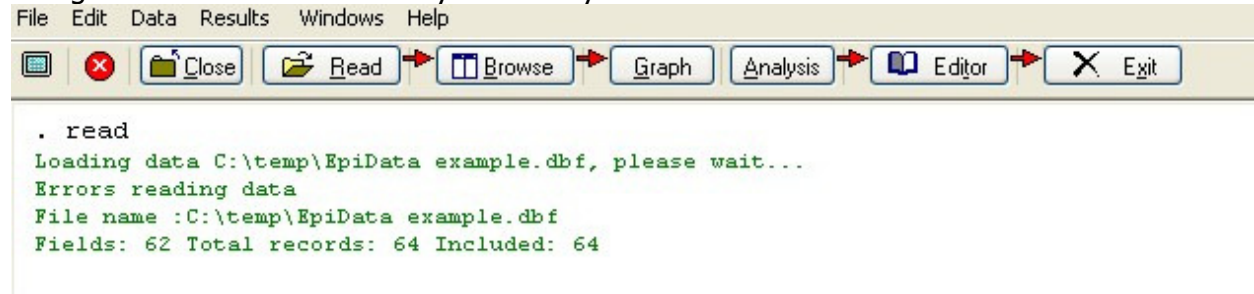 File Edit Data Results Windows Help
Close Read Browse Graph Analysis Editor Exit
. read
Loading data C:\temp\EpiData example.dbf, please wait...
Errors reading data
File name :C:\temp\EpiData example.dbf
Fields: 62 Total records: 64 Included: 64